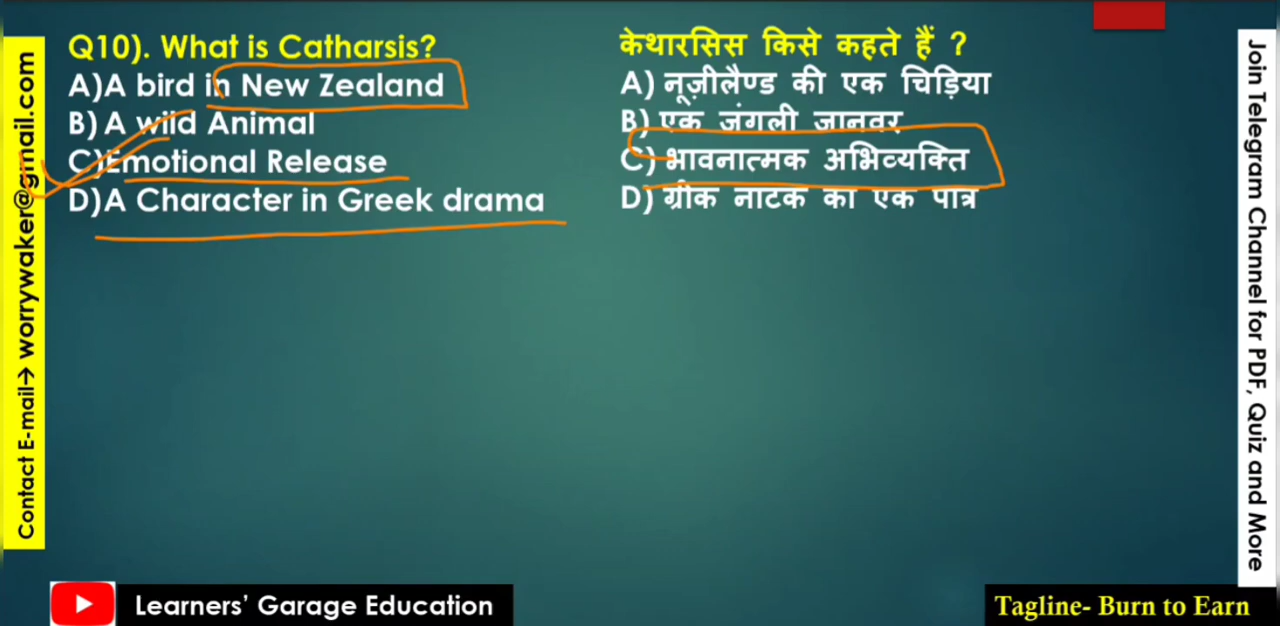 Q10). What is Catharsis?
A)A bird in New Zealand
B) A wild Animal
C)Emotional Release
D)A Character in Greek drama
केथारसिस किसे कहते हैं ?
A) नूज़ीलैण्ड की एक चिड़िया
B) एक जंगली जानवर
C) भावनात्मक अभिव्यक्ति
D) ग्रीक नाटक का एक पात्र
Contact E-mail→ worrywaker@gmail.com
Join Telegram Channel for PDF, Quiz and More
Learners’ Garage Education
Tagline- Burn to Earn